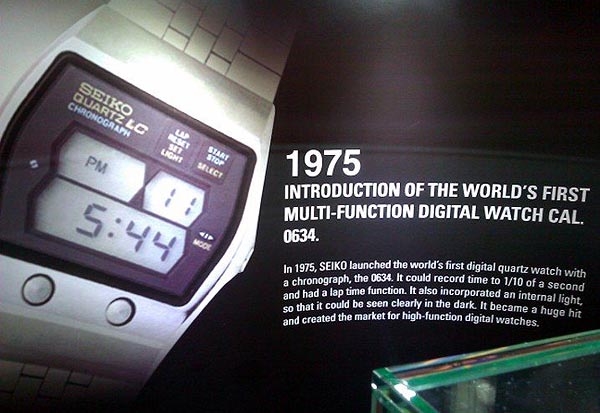 SEIKO
QUARTZ LC
CHRONOGRAPH
LAP
RESET
SET
LIGHT
START
STOP
SELECT
PM
11
5:44
MODE
1975
INTRODUCTION OF THE WORLD'S FIRST
MULTI-FUNCTION DIGITAL WATCH CAL.
0634.
In 1975, SEIKO launched the world's first digital quartz watch with
a chronograph, the 0634. It could record time to 1/10 of a second
and had a lap time function. It also incorporated an internal light,
so that it could be seen clearly in the dark. It became a huge hit
and created the market for high-function digital watches.